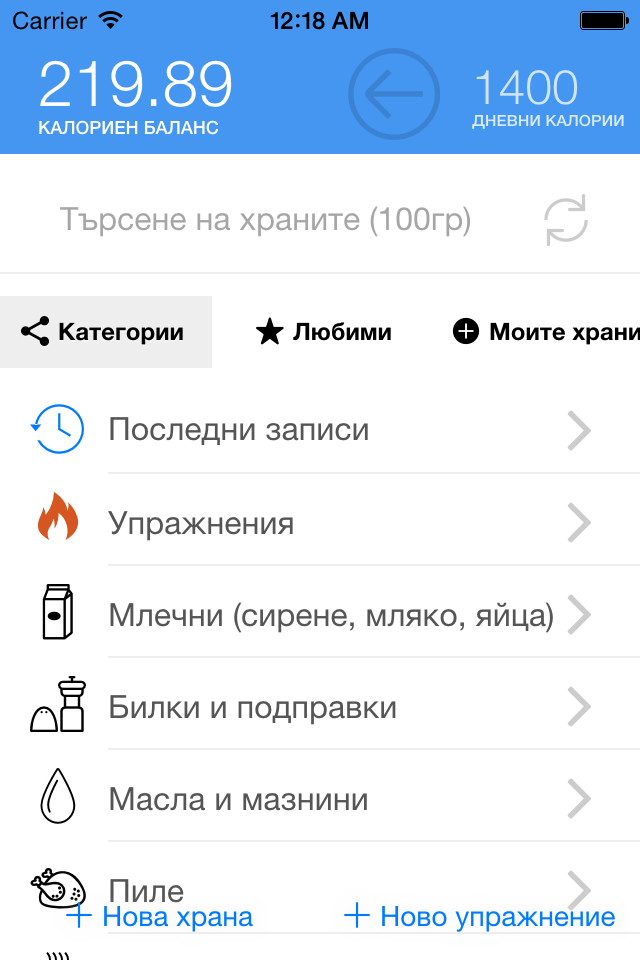 Carrier 12:18 AM
219.89
КАЛОРИЕН БАЛАНС
1400
ДНЕВНИ КАЛОРИИ
Търсене на храните (100гр)
Категории Любими Моите храни
Последни записи
Упражнения
Млечни (сирене, мляко, яйца)
Билки и подправки
Масла и мазнини
Пиле
Нова храна Ново упражнение